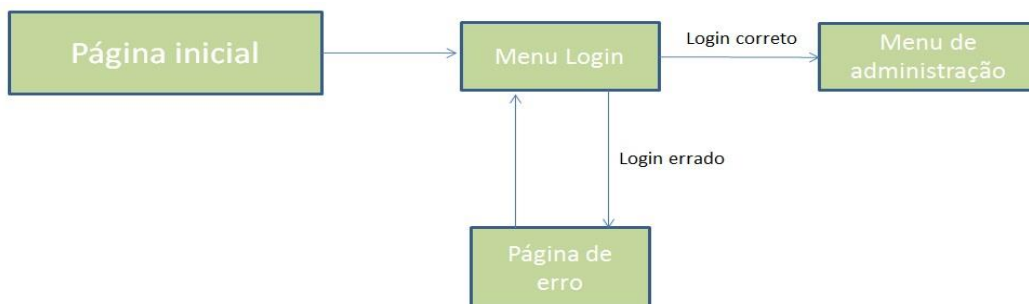 Página inicial
Menu Login
Login correto
Menu de
administração
Login errado
Página de
erro